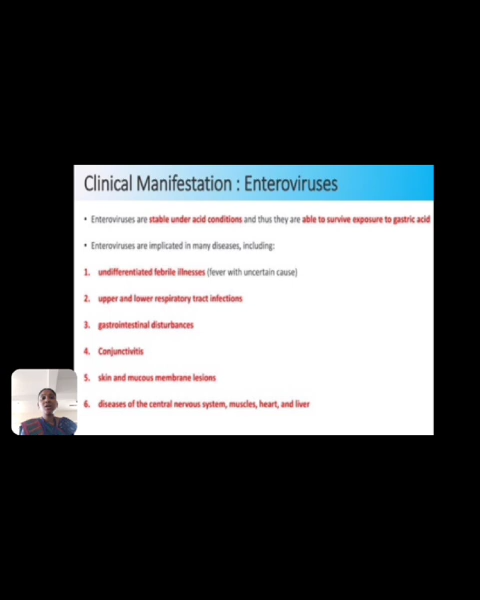 Clinical Manifestation : Enteroviruses
• Enteroviruses are stable under acid conditions and thus they are able to survive exposure to gastric acid
• Enteroviruses are implicated in many diseases, including:
1. undifferentiated febrile illnesses (fever with uncertain cause)
2. upper and lower respiratory tract infections
3. gastrointestinal disturbances
4. Conjunctivitis
5. skin and mucous membrane lesions
6. diseases of the central nervous system, muscles, heart, and liver